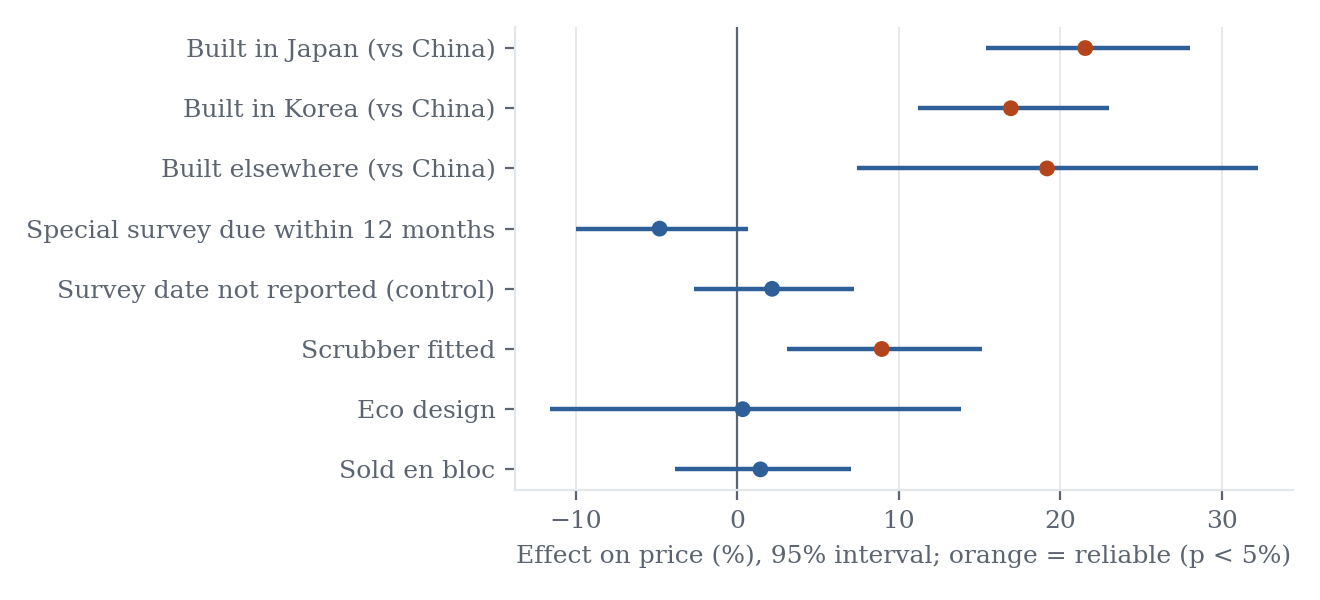 Built in Japan (vs China)
Built in Korea (vs China)
Built elsewhere (vs China)
Special survey due within 12 months
Survey date not reported (control)
Scrubber fitted
Eco design
Sold en bloc
−10 0 10 20 30
Effect on price (%), 95% interval; orange = reliable (p < 5%)